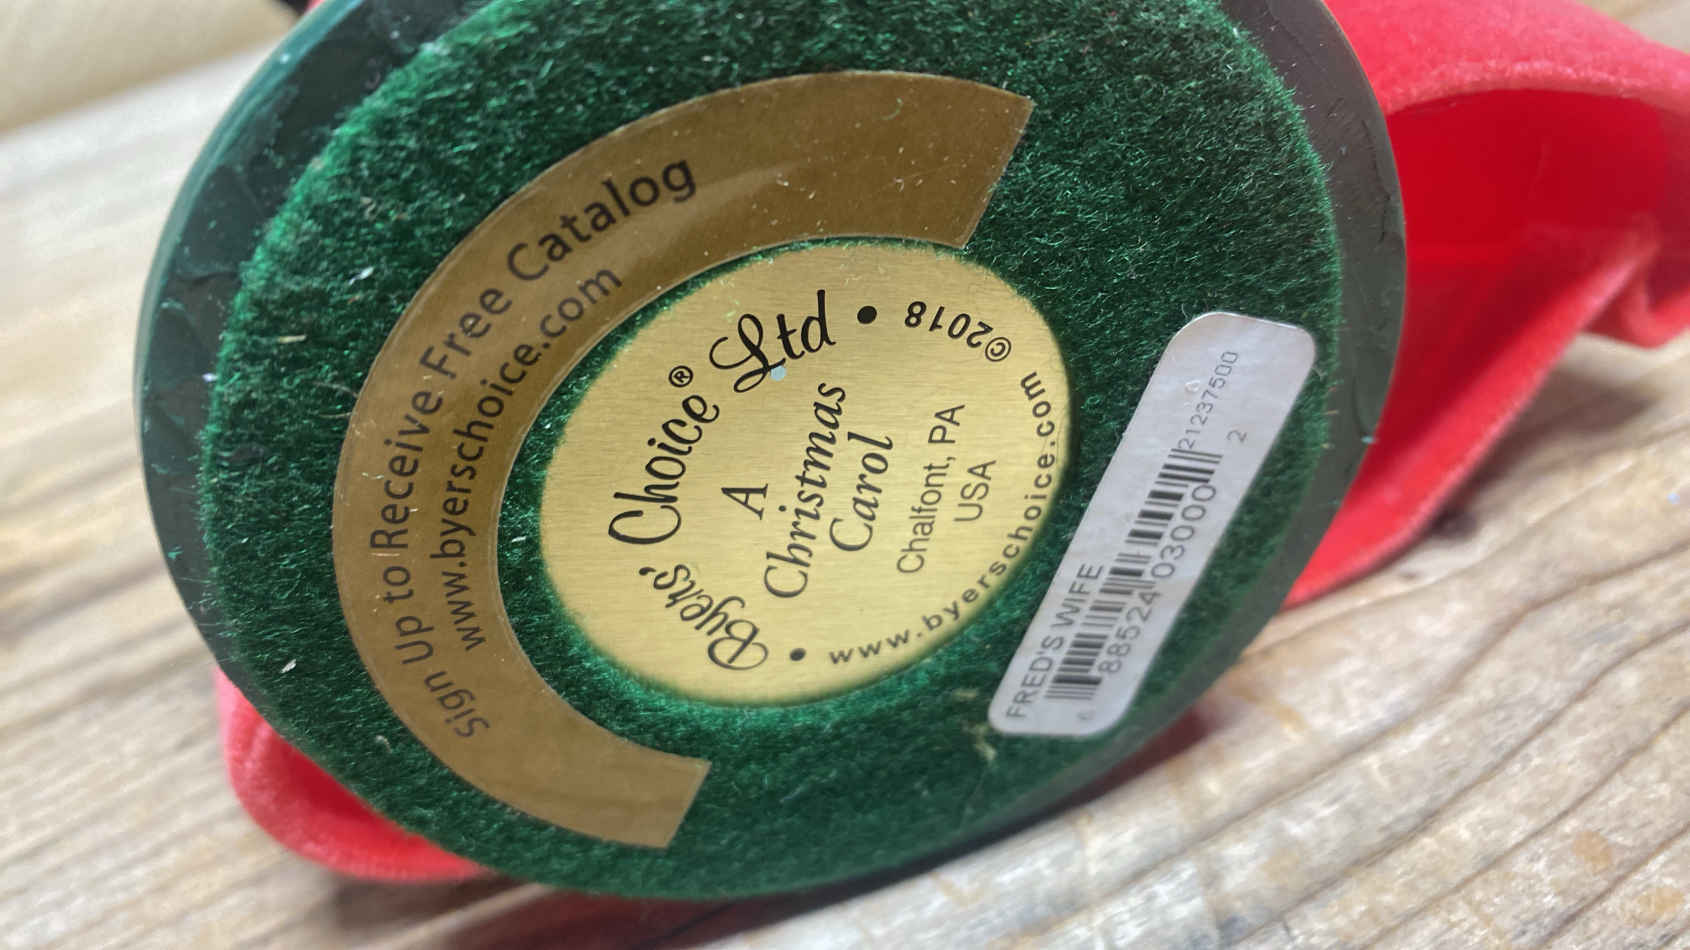 Sign Up to Receive Free Catalog
www.byerschoice.com
Byers' Choice® Ltd
A
Christmas
Carol
Chalfont, PA
USA
www.byerschoice.com
©2018
FRED'S WIFE
21237500
6 88524 03000 2